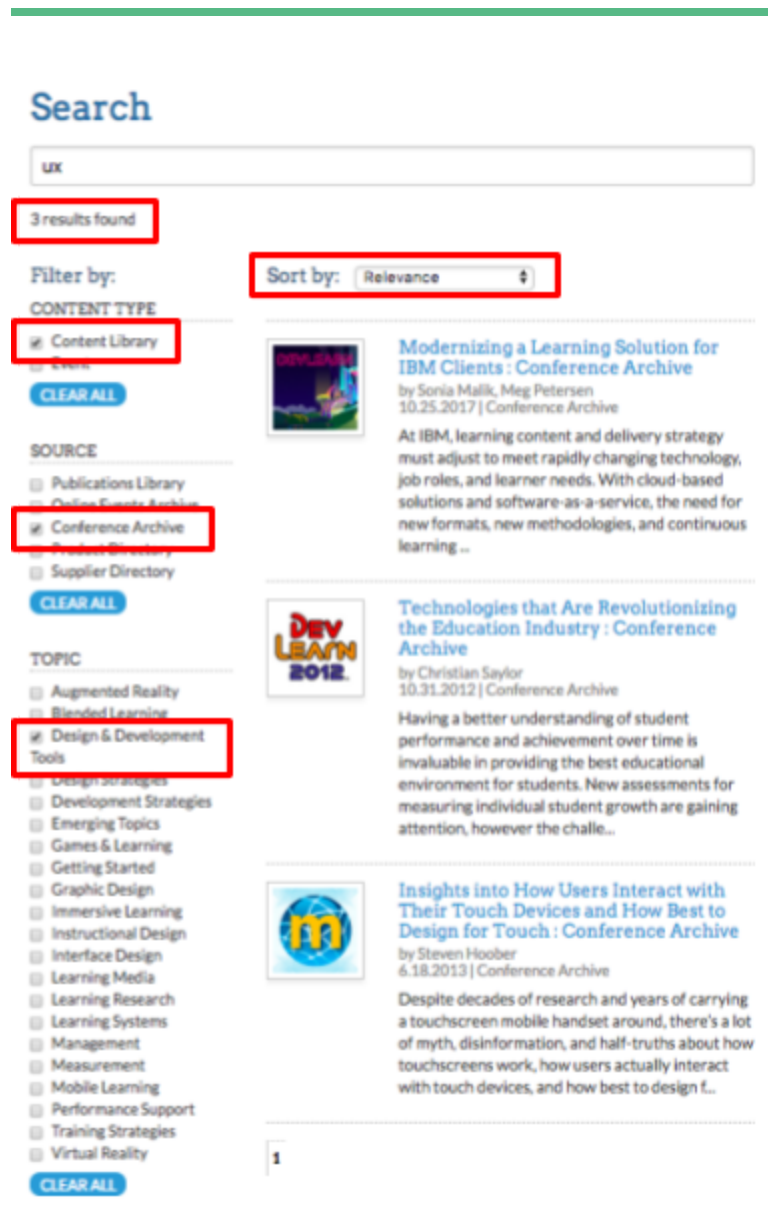 Search
ux
3 results found
Filter by:
CONTENT TYPE
Content Library
Event
CLEAR ALL
SOURCE
Publications Library
Online Events Archive
Conference Archive
Product Directory
Supplier Directory
CLEAR ALL
TOPIC
Augmented Reality
Blended Learning
Design & Development
Tools
Design Strategies
Development Strategies
Emerging Topics
Games & Learning
Getting Started
Graphic Design
Immersive Learning
Instructional Design
Interface Design
Learning Media
Learning Research
Learning Systems
Management
Measurement
Mobile Learning
Performance Support
Training Strategies
Virtual Reality
CLEAR ALL
Sort by: Relevance
DEVLEARN
Modernizing a Learning Solution for
IBM Clients : Conference Archive
by Sonia Malik, Meg Petersen
10.25.2017 | Conference Archive
At IBM, learning content and delivery strategy
must adjust to meet rapidly changing technology,
job roles, and learner needs. With cloud-based
solutions and software-as-a-service, the need for
new formats, new methodologies, and continuous
learning ...
DEV
LEARN
2012
Technologies that Are Revolutionizing
the Education Industry : Conference
Archive
by Christian Saylor
10.31.2012 | Conference Archive
Having a better understanding of student
performance and achievement over time is
invaluable in providing the best educational
environment for students. New assessments for
measuring individual student growth are gaining
attention, however the challe...
m
Insights into How Users Interact with
Their Touch Devices and How Best to
Design for Touch : Conference Archive
by Steven Hoober
6.18.2013 | Conference Archive
Despite decades of research and years of carrying
a touchscreen mobile handset around, there's a lot
of myth, disinformation, and half-truths about how
touchscreens work, how users actually interact
with touch devices, and how best to design f...
1